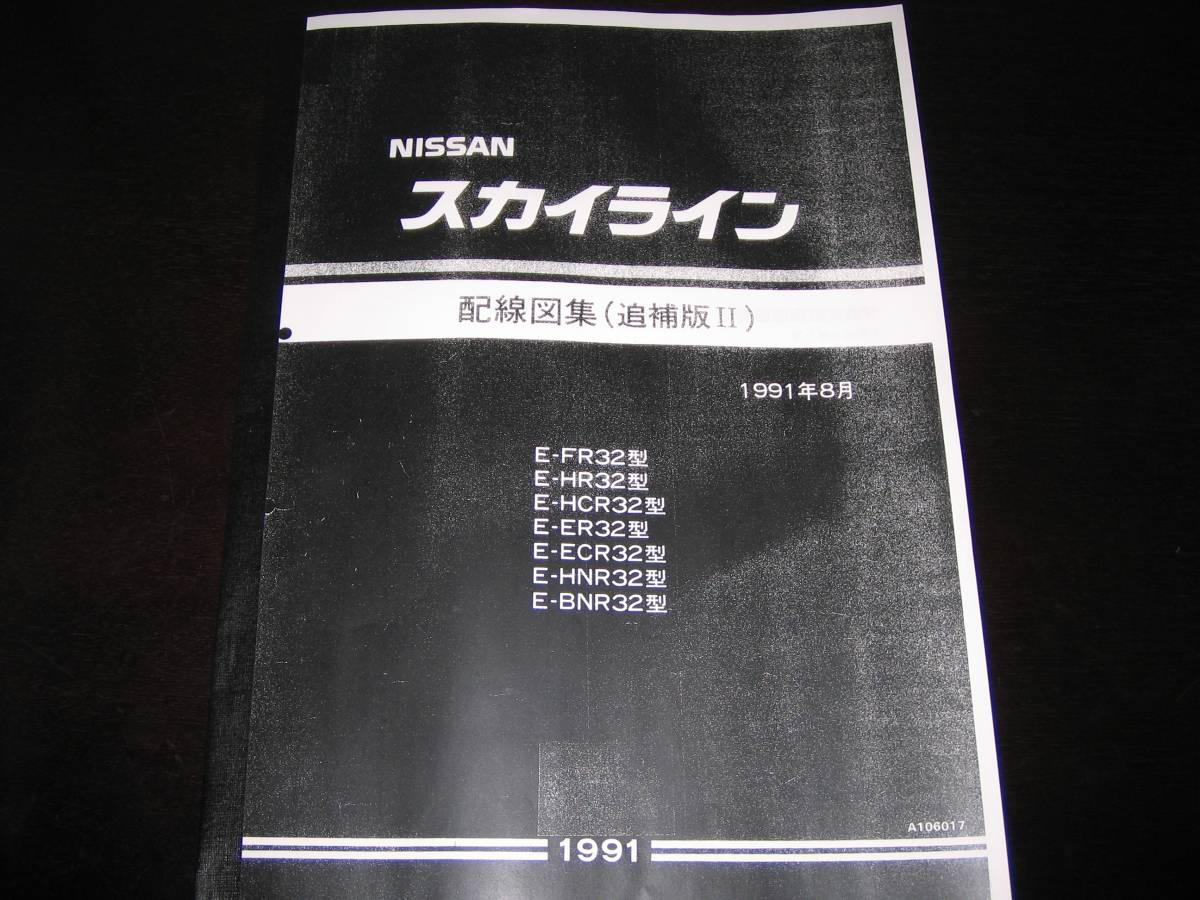 NISSAN
スカイライン
配線図集(追補版II)
1991年8月
E-FR32型
E-HR32型
E-HCR32型
E-ER32型
E-ECR32型
E-HNR32型
E-BNR32型
A106017
1991